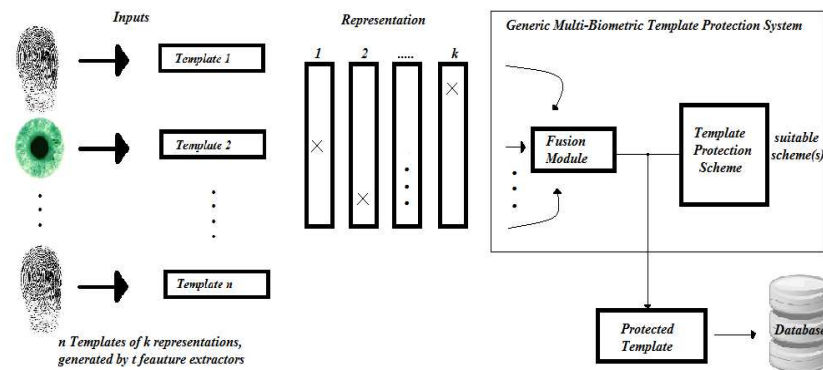 Inputs
Representation
Generic Multi-Biometric Template Protection System
Template 1
Template 2
Template n
1 2 ..... k
Fusion
Module
Template
Protection
Scheme
suitable
scheme(s)
Protected
Template
Database
n Templates of k representations,
generated by t feauture extractors